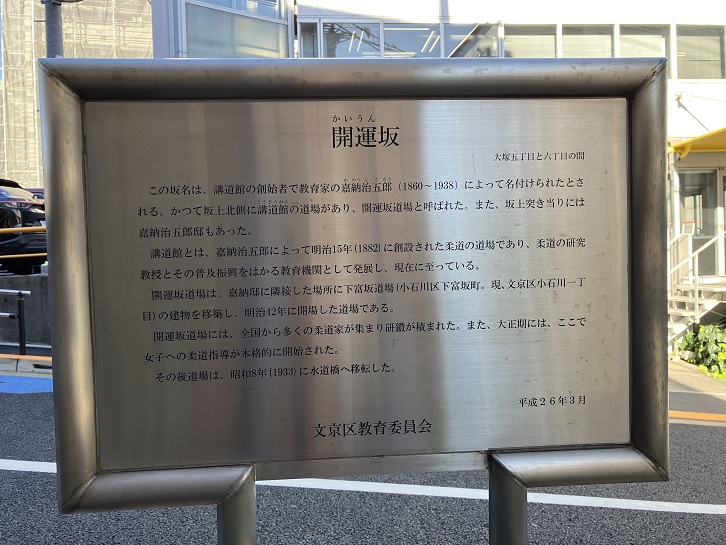 かいうん
開運坂
大塚五丁目と六丁目の間
この坂名は、講道館の創始者で教育家の嘉納治五郎（1860～1938）によって名付けられたとさ
れる。かつて坂上北側に講道館の道場があり、開運坂道場と呼ばれた。また、坂上突き当りには
嘉納治五郎邸もあった。
講道館とは、嘉納治五郎によって明治15年(1882)に創設された柔道の道場であり、柔道の研究
教授とその普及振興をはかる教育機関として発展し、現在に至っている。
開運坂道場は、嘉納邸に隣接した場所に下富坂道場(小石川区下富坂町。現、文京区小石川一丁
目)の建物を移築し、明治42年に開場した道場である。
開運坂道場には、全国から多くの柔道家が集まり研鑽が積まれた。また、大正期には、ここで
女子への柔道指導が本格的に開始された。
その後道場は、昭和8年(1933)に水道橋へ移転した。
平成２６年３月
文京区教育委員会